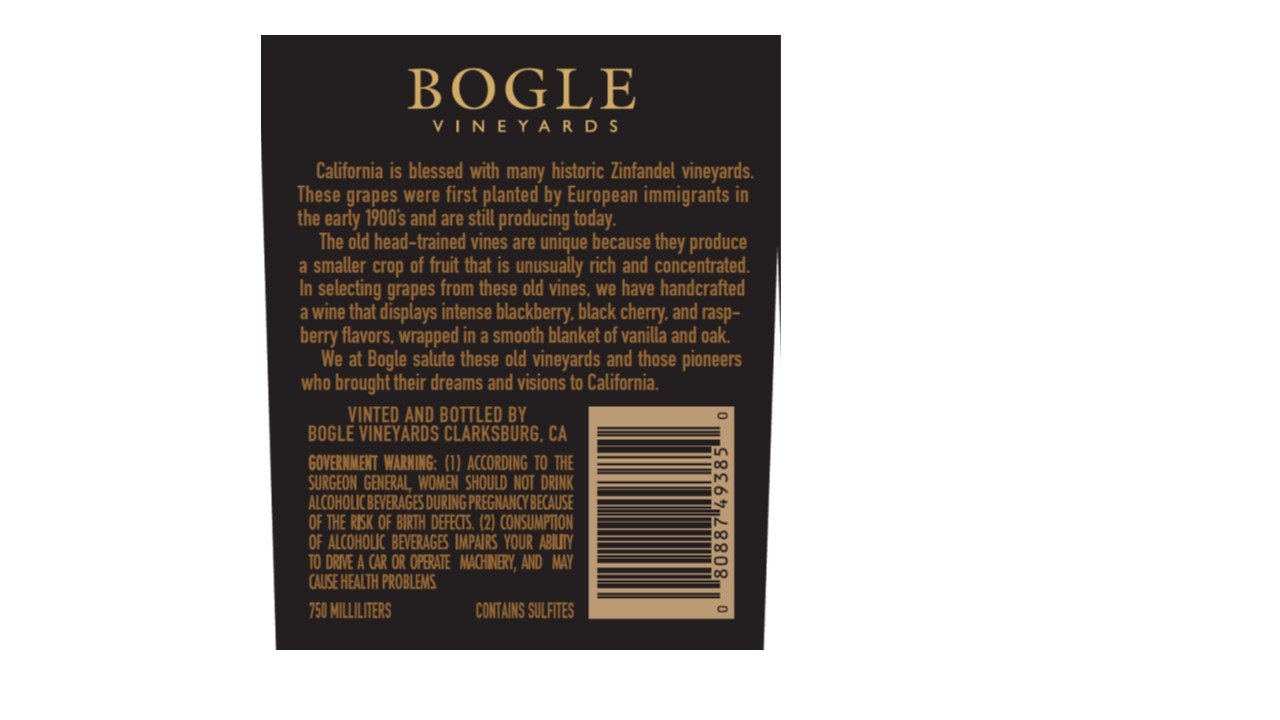 BOGLE
VINEYARDS
California is blessed with many historic Zinfandel vineyards.
These grapes were first planted by European immigrants in
the early 1900's and are still producing today.
The old head-trained vines are unique because they produce
a smaller crop of fruit that is unusually rich and concentrated.
In selecting grapes from these old vines, we have handcrafted
a wine that displays intense blackberry, black cherry, and rasp-
berry flavors, wrapped in a smooth blanket of vanilla and oak.
We at Bogle salute these old vineyards and those pioneers
who brought their dreams and visions to California.
VINTED AND BOTTLED BY
BOGLE VINEYARDS CLARKSBURG, CA
GOVERNMENT WARNING: (1) ACCORDING TO THE
SURGEON GENERAL, WOMEN SHOULD NOT DRINK
ALCOHOLIC BEVERAGES DURING PREGNANCY BECAUSE
OF THE RISK OF BIRTH DEFECTS. (2) CONSUMPTION
OF ALCOHOLIC BEVERAGES IMPAIRS YOUR ABILITY
TO DRIVE A CAR OR OPERATE MACHINERY, AND MAY
CAUSE HEALTH PROBLEMS.
750 MILLILITERS CONTAINS SULFITES
0 80887 49385 0